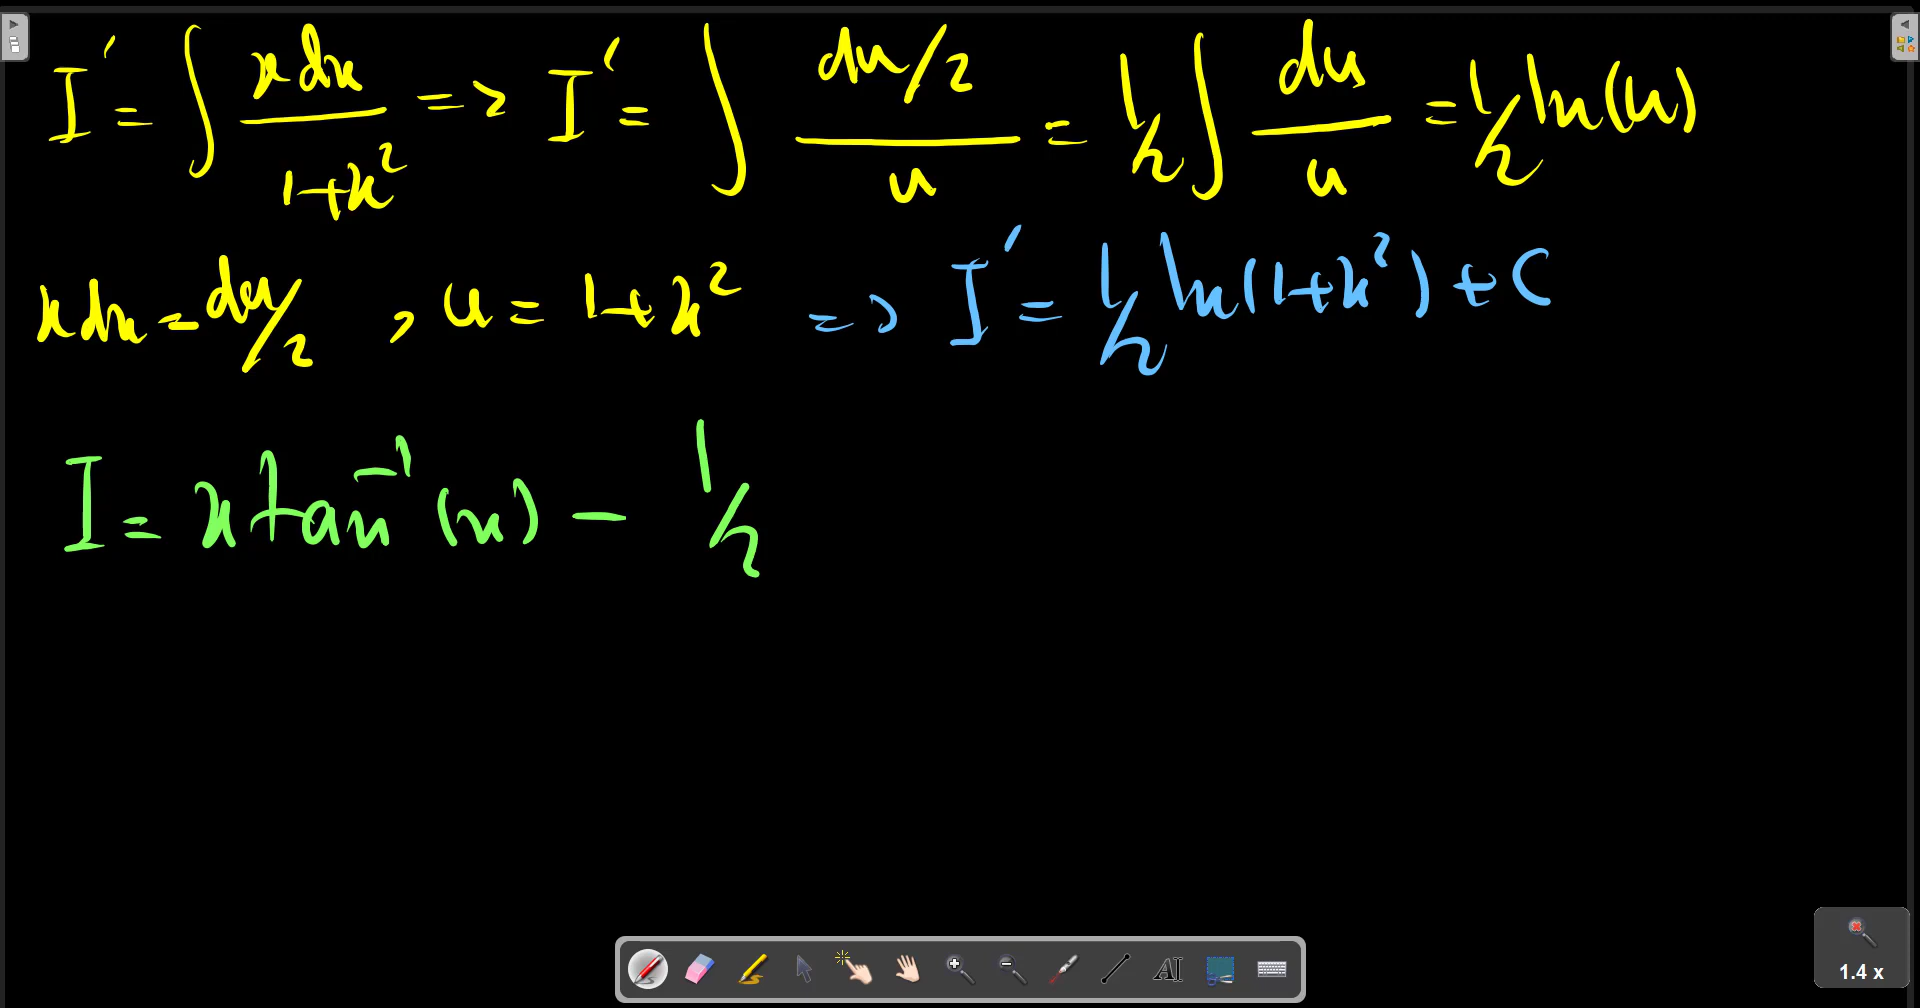 I' = ∫ x dx / 1+x² => I' = ∫ du/2 / u = 1/2 ∫ du / u = 1/2 ln(u)
x dx = du/2 , u = 1+x² => I' = 1/2 ln(1+x²) + C
I = x tan⁻¹(x) - 1/2
AI
1.4 x